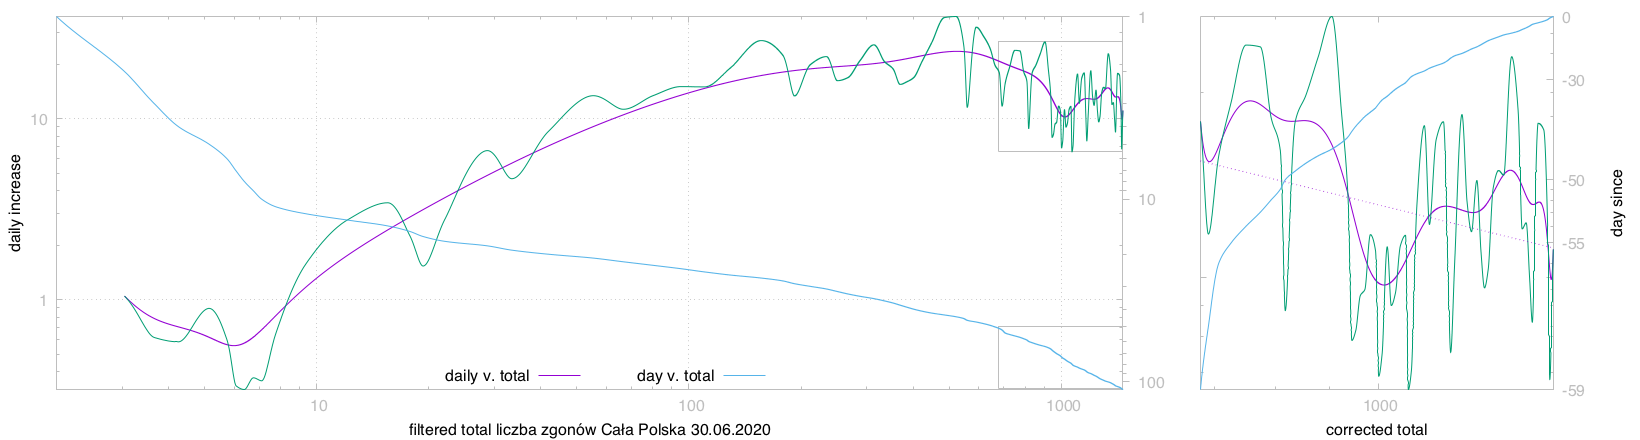 1
0
10
-30
daily increase
-50
day since
10
-55
1
daily v. total
day v. total
100
-59
10
100
1000
1000
filtered total liczba zgonów Cała Polska 30.06.2020
corrected total